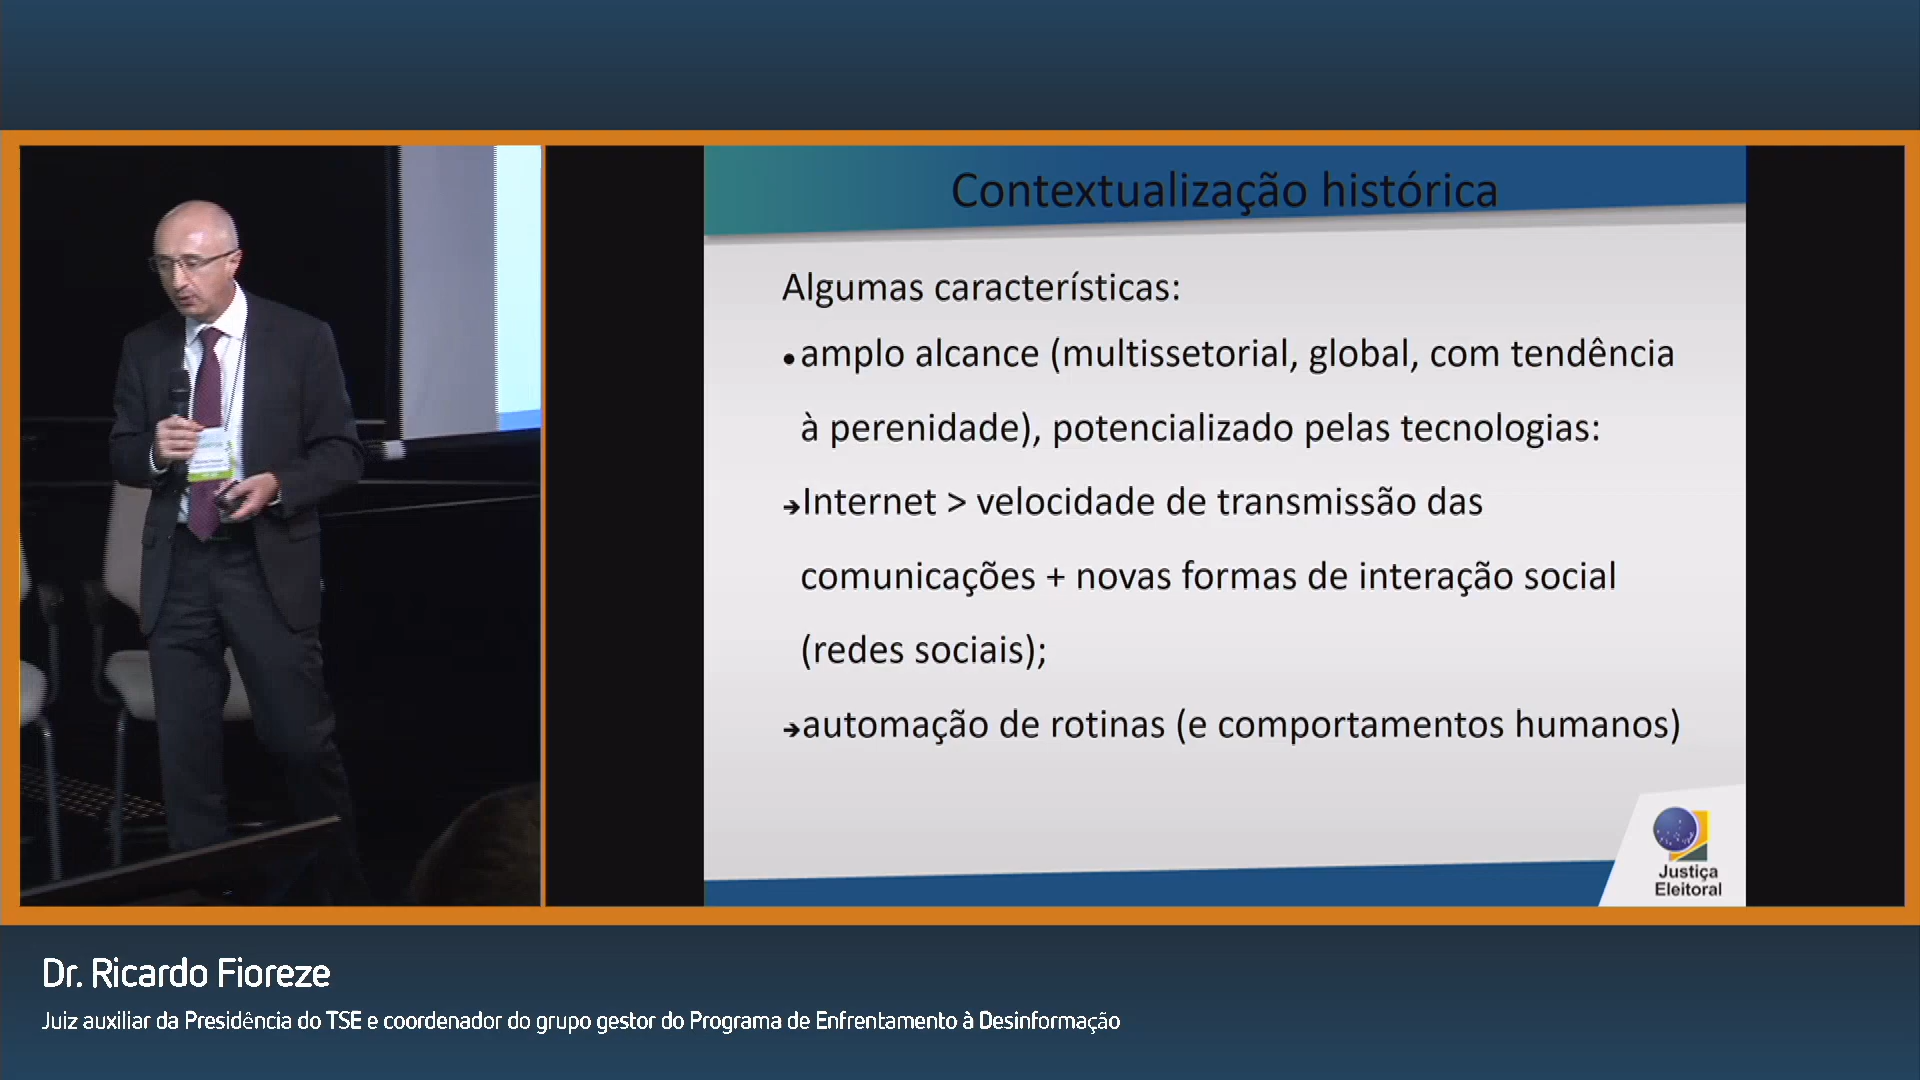 Contextualização histórica
Algumas características:
•amplo alcance (multissetorial, global, com tendência
à perenidade), potencializado pelas tecnologias:
➔Internet > velocidade de transmissão das
comunicações + novas formas de interação social
(redes sociais);
➔automação de rotinas (e comportamentos humanos)
Justiça
Eleitoral
Dr. Ricardo Fioreze
Juiz auxiliar da Presidência do TSE e coordenador do grupo gestor do Programa de Enfrentamento à Desinformação